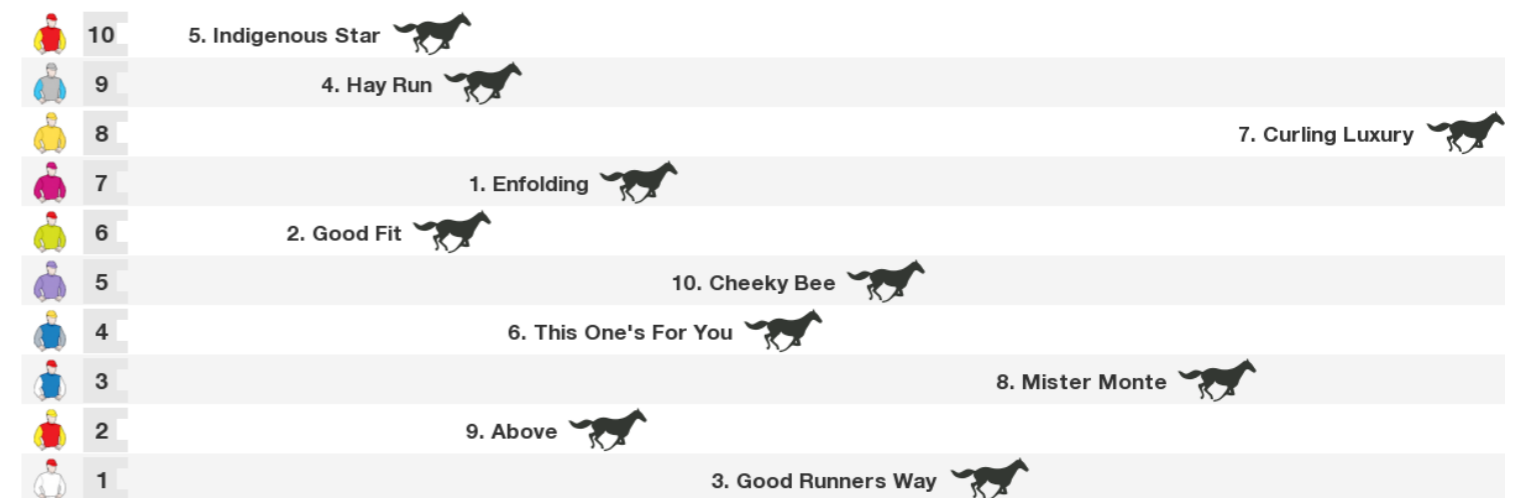 10 5. Indigenous Star
9 4. Hay Run
8 7. Curling Luxury
7 1. Enfolding
6 2. Good Fit
5 10. Cheeky Bee
4 6. This One's For You
3 8. Mister Monte
2 9. Above
1 3. Good Runners Way